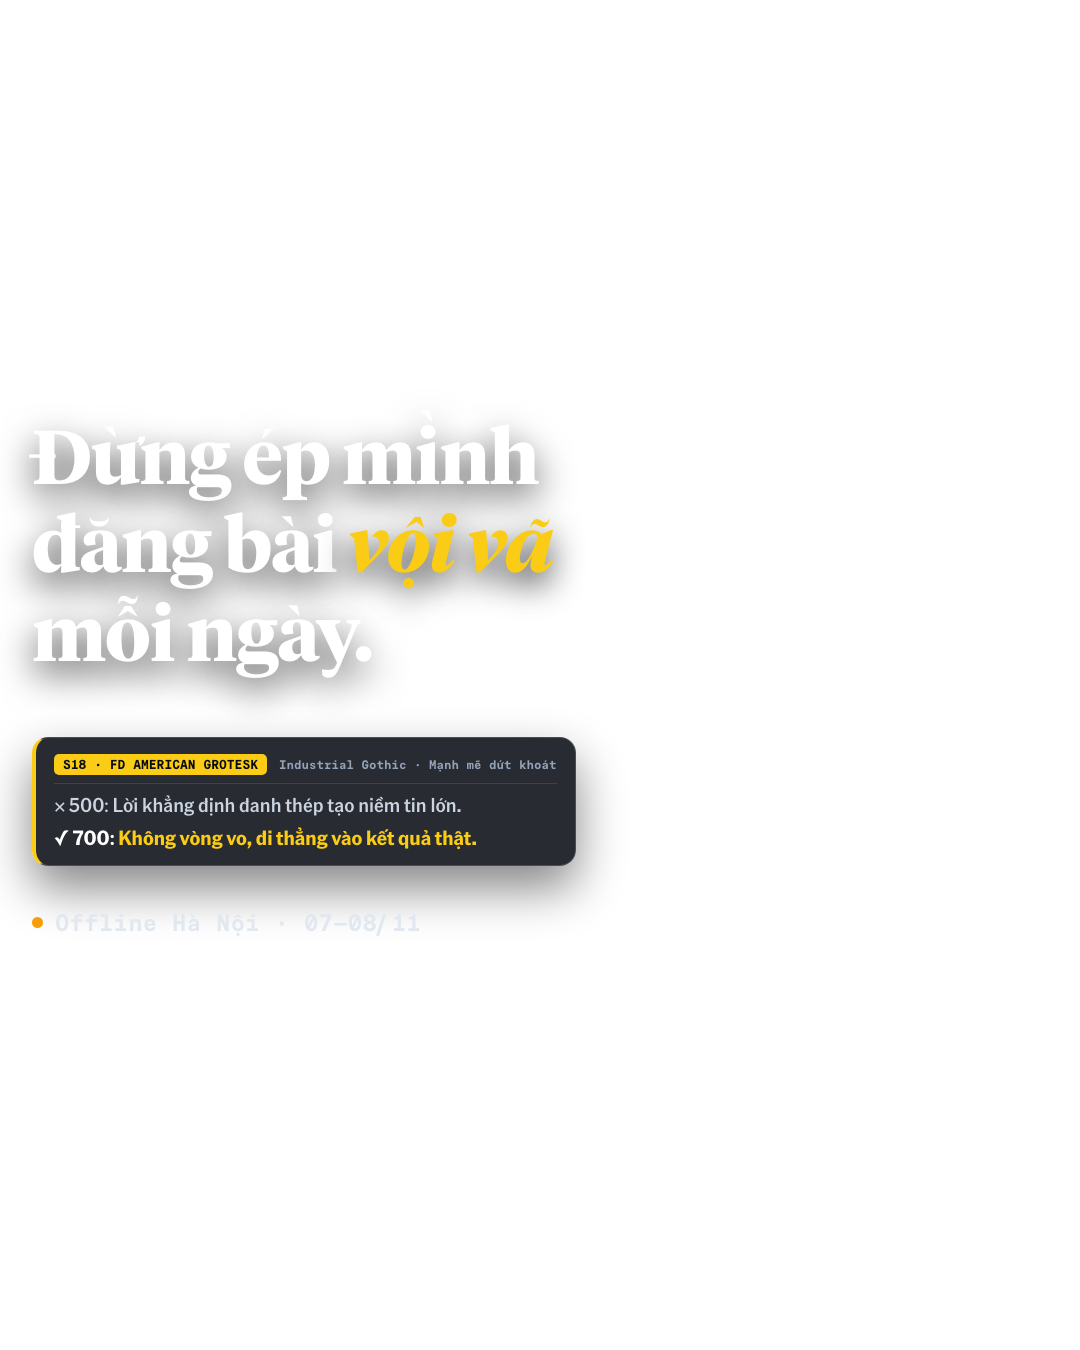 Đừng ép mình
đăng bài vội vã
mỗi ngày.
S18 · FD AMERICAN GROTESK Industrial Gothic · Mạnh mẽ dứt khoát
× 500: Lời khẳng định danh thép tạo niềm tin lớn.
✓ 700: Không vòng vo, di thẳng vào kết quả thật.
Offline Hà Nội · 07–08/11